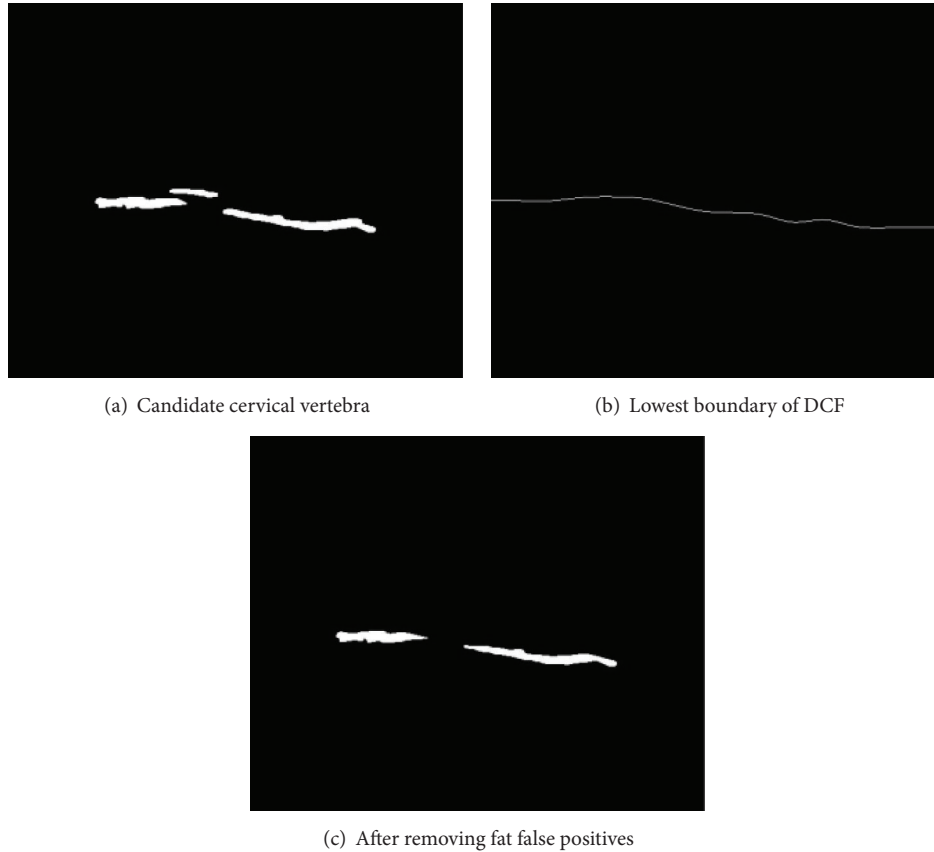 (a) Candidate cervical vertebra
(b) Lowest boundary of DCF
(c) After removing fat false positives